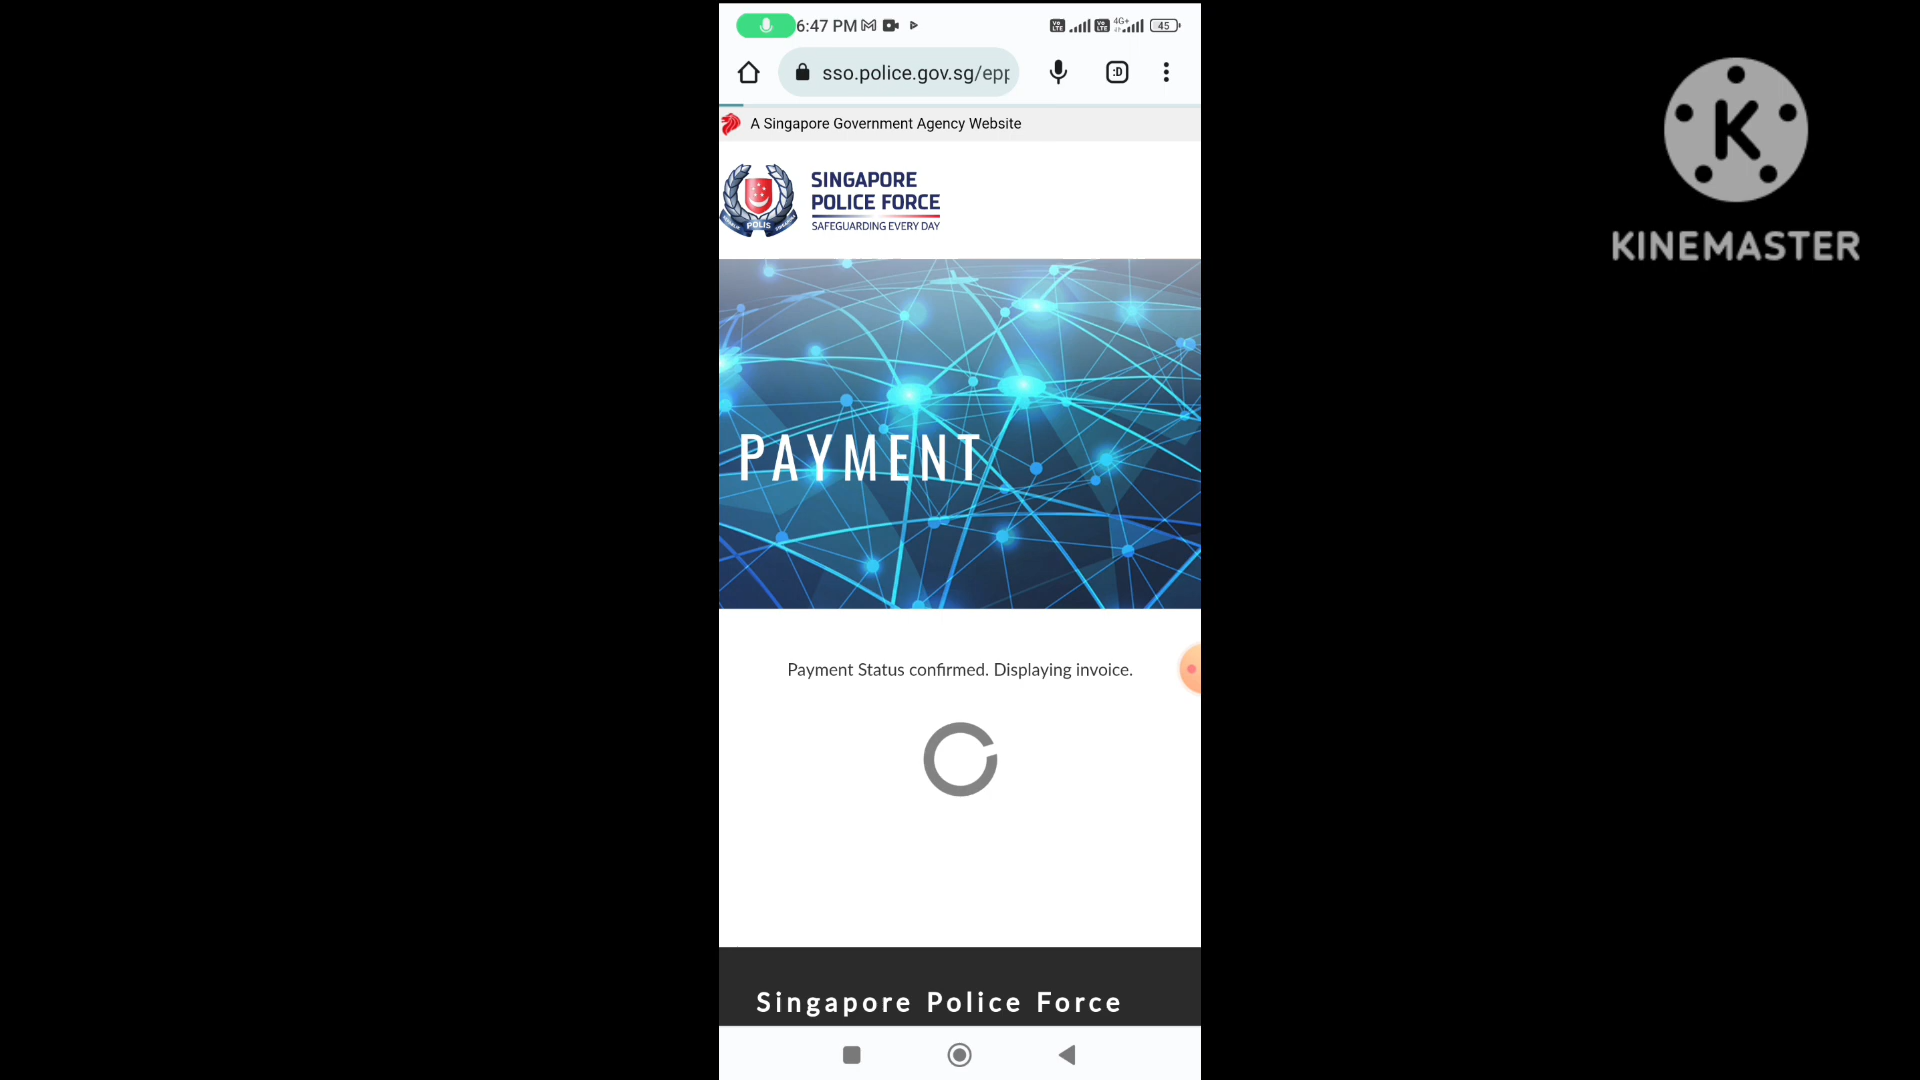 6:47 PM
4G+
45
sso.police.gov.sg/epp
:D
A Singapore Government Agency Website
SINGAPORE
POLICE FORCE
SAFEGUARDING EVERY DAY
POLIS
PAYMENT
Payment Status confirmed. Displaying invoice.
Singapore Police Force
K
KINEMASTER